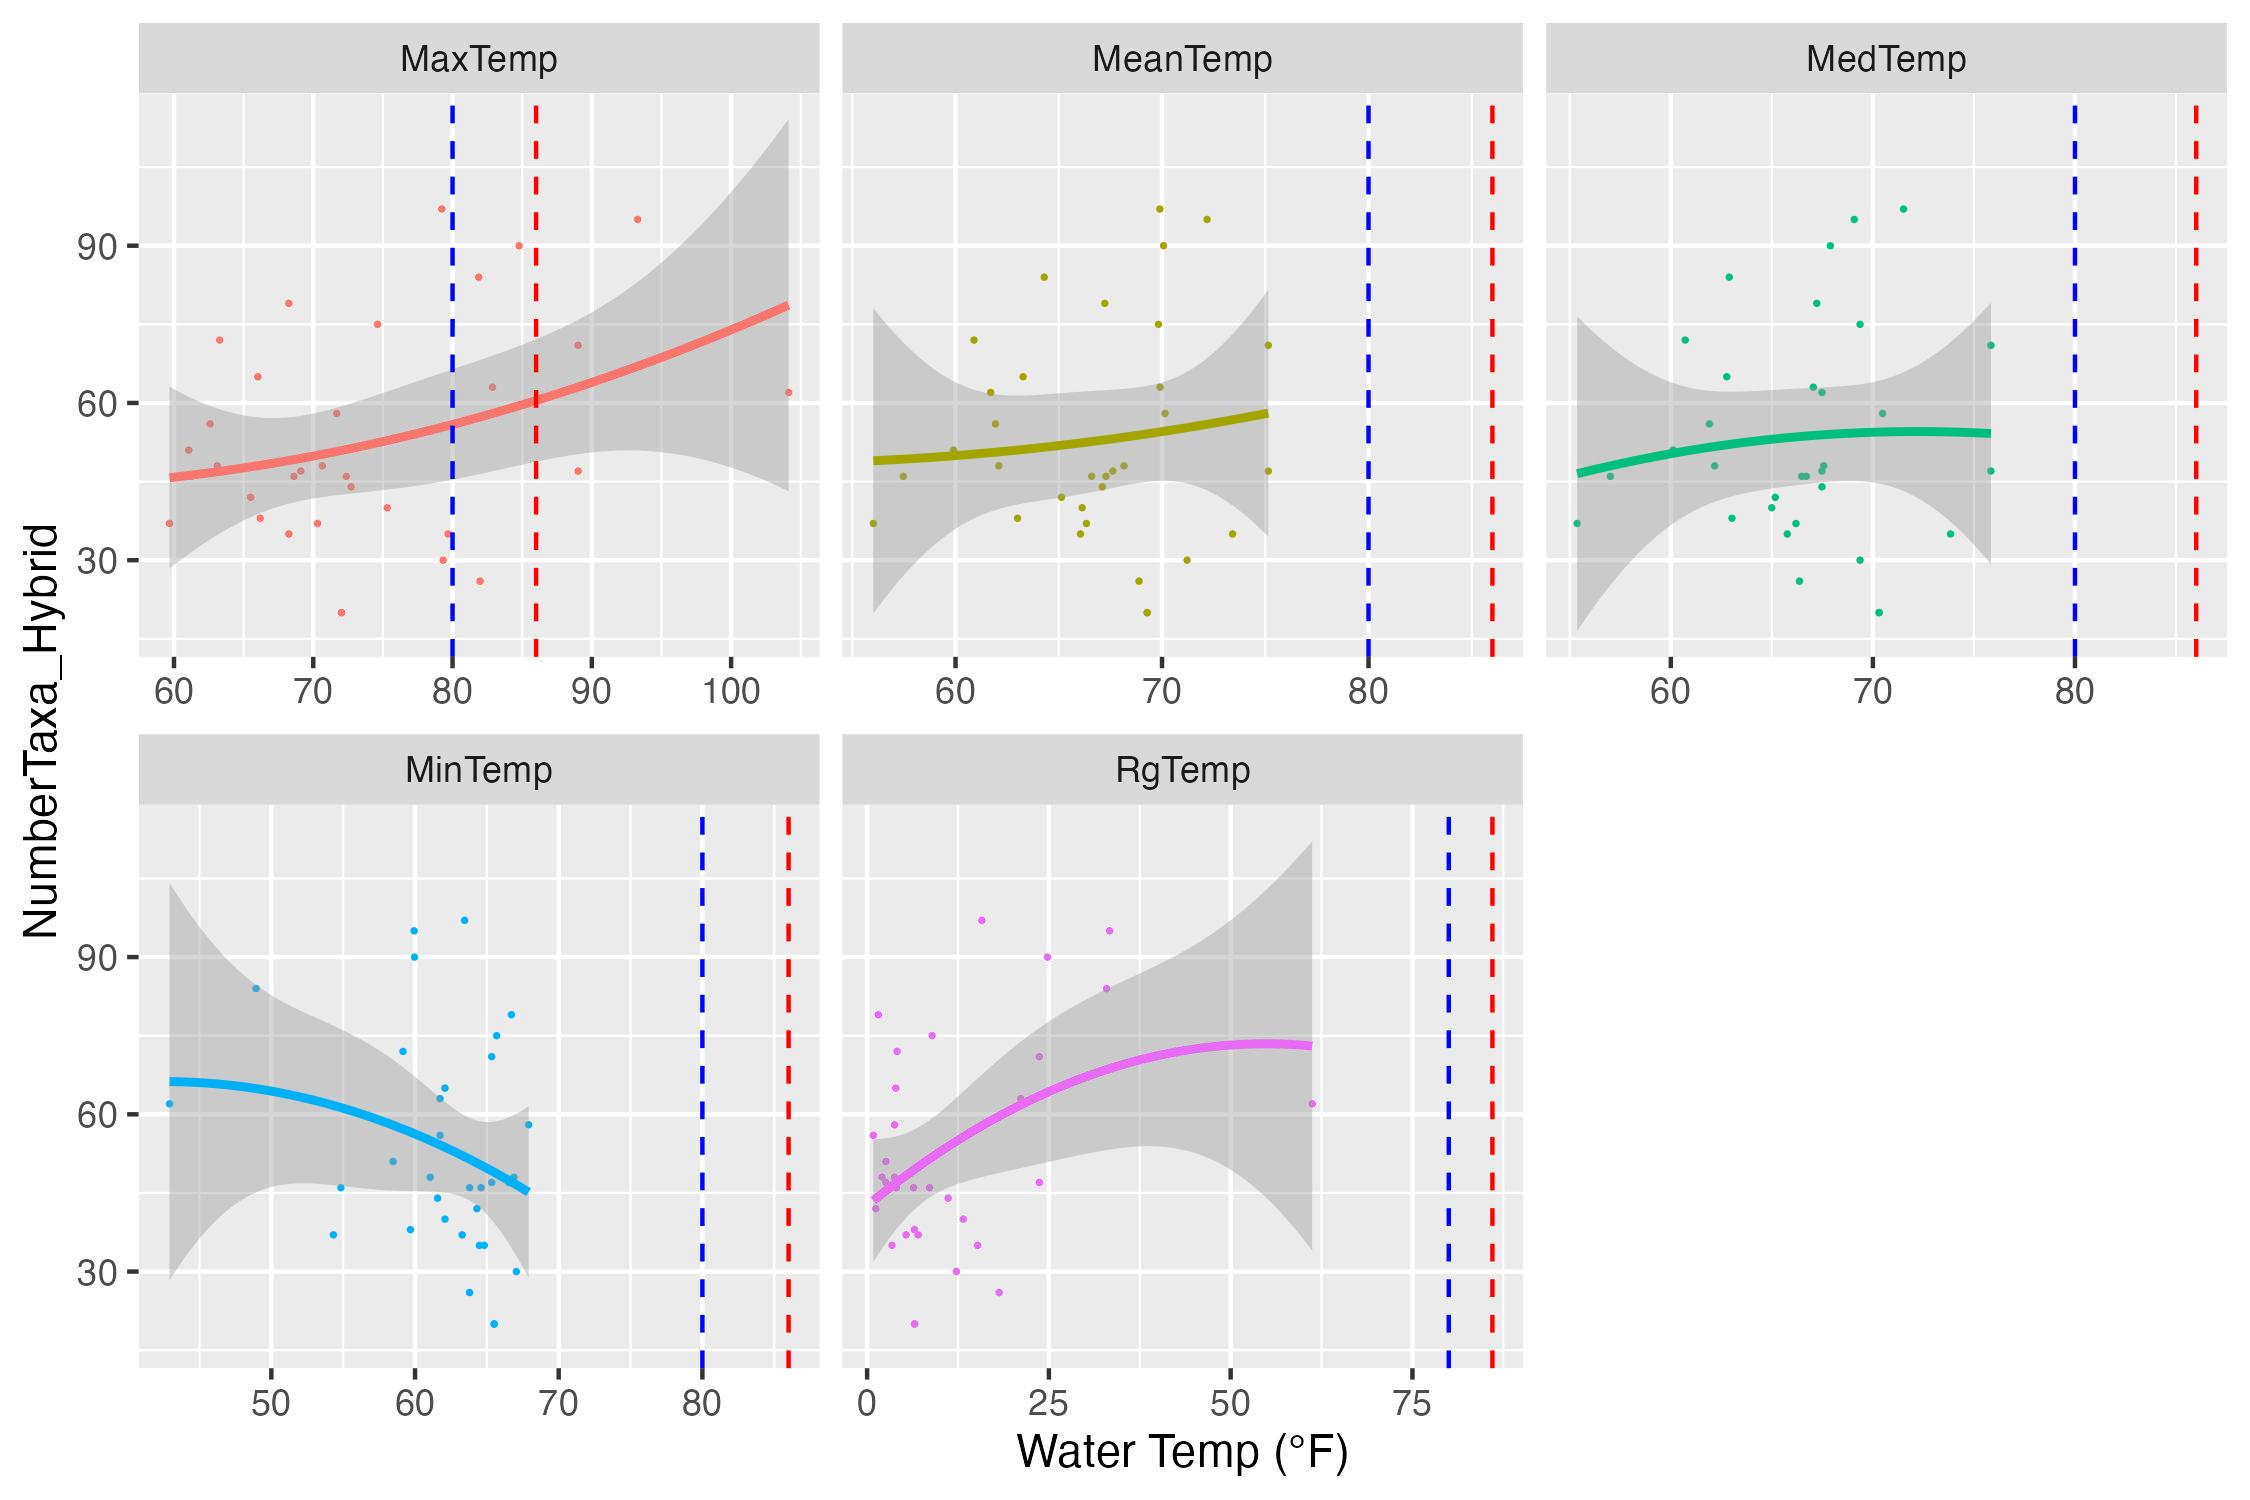 MaxTemp MeanTemp MedTemp
90
60
30
60 70 80 90 100 60 70 80 60 70 80
NumberTaxa_Hybrid
MinTemp RgTemp
90
60
30
50 60 70 80 0 25 50 75
Water Temp (°F)